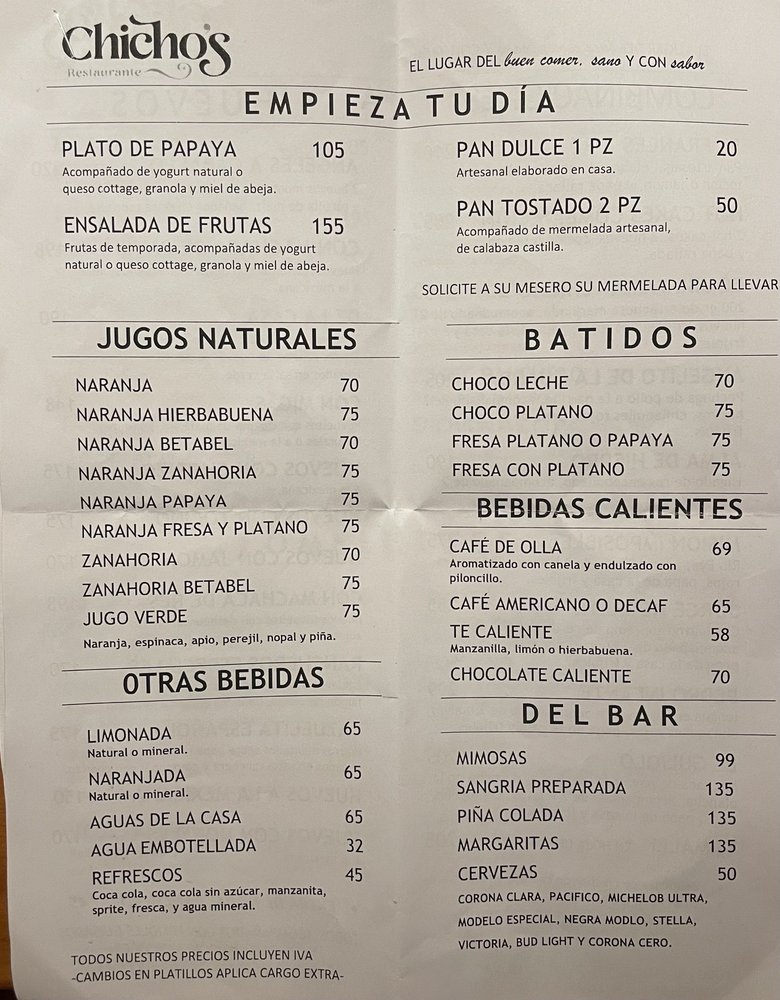 Chicho's
Restaurante
EL LUGAR DEL buen comer, sano Y CON sabor
EMPIEZA TU DÍA
PLATO DE PAPAYA 105
Acompañado de yogurt natural o
queso cottage, granola y miel de abeja.
ENSALADA DE FRUTAS 155
Frutas de temporada, acompañadas de yogurt
natural o queso cottage, granola y miel de abeja.
PAN DULCE 1 PZ 20
Artesanal elaborado en casa.
PAN TOSTADO 2 PZ 50
Acompañado de mermelada artesanal,
de calabaza castilla.
SOLICITE A SU MESERO SU MERMELADA PARA LLEVAR
JUGOS NATURALES
NARANJA 70
NARANJA HIERBABUENA 75
NARANJA BETABEL 70
NARANJA ZANAHORIA 75
NARANJA PAPAYA 75
NARANJA FRESA Y PLATANO 75
ZANAHORIA 70
ZANAHORIA BETABEL 75
JUGO VERDE 75
Naranja, espinaca, apio, perejil, nopal y piña.
OTRAS BEBIDAS
LIMONADA 65
Natural o mineral.
NARANJADA 65
Natural o mineral.
AGUAS DE LA CASA 65
AGUA EMBOTELLADA 32
REFRESCOS 45
Coca cola, coca cola sin azúcar, manzanita,
sprite, fresca, y agua mineral.
TODOS NUESTROS PRECIOS INCLUYEN IVA
-CAMBIOS EN PLATILLOS APLICA CARGO EXTRA-
BATIDOS
CHOCO LECHE 70
CHOCO PLATANO 75
FRESA PLATANO O PAPAYA 75
FRESA CON PLATANO 75
BEBIDAS CALIENTES
CAFÉ DE OLLA 69
Aromatizado con canela y endulzado con
piloncillo.
CAFÉ AMERICANO O DECAF 65
TE CALIENTE 58
Manzanilla, limón o hierbabuena.
CHOCOLATE CALIENTE 70
DEL BAR
MIMOSAS 99
SANGRIA PREPARADA 135
PIÑA COLADA 135
MARGARITAS 135
CERVEZAS 50
CORONA CLARA, PACIFICO, MICHELOB ULTRA,
MODELO ESPECIAL, NEGRA MODLO, STELLA,
VICTORIA, BUD LIGHT Y CORONA CERO.